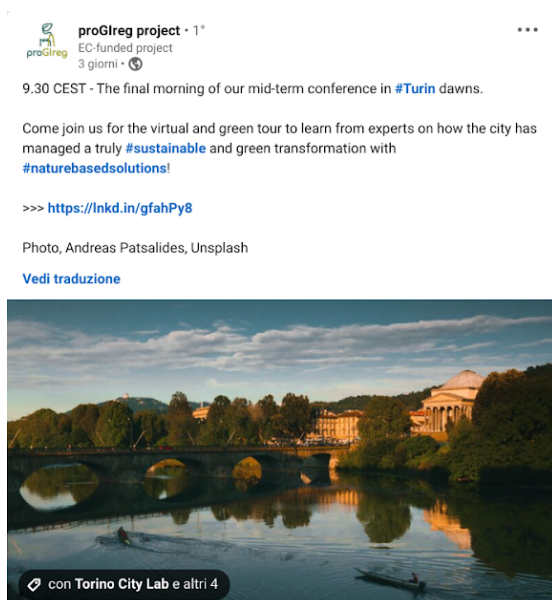 proGIreg project • 1°
proGIreg
EC-funded project
3 giorni •
9.30 CEST - The final morning of our mid-term conference in #Turin dawns.
Come join us for the virtual and green tour to learn from experts on how the city has
managed a truly #sustainable and green transformation with
#naturebasedsolutions!
>>> https://lnkd.in/gfahPy8
Photo, Andreas Patsalides, Unsplash
Vedi traduzione
con Torino City Lab e altri 4